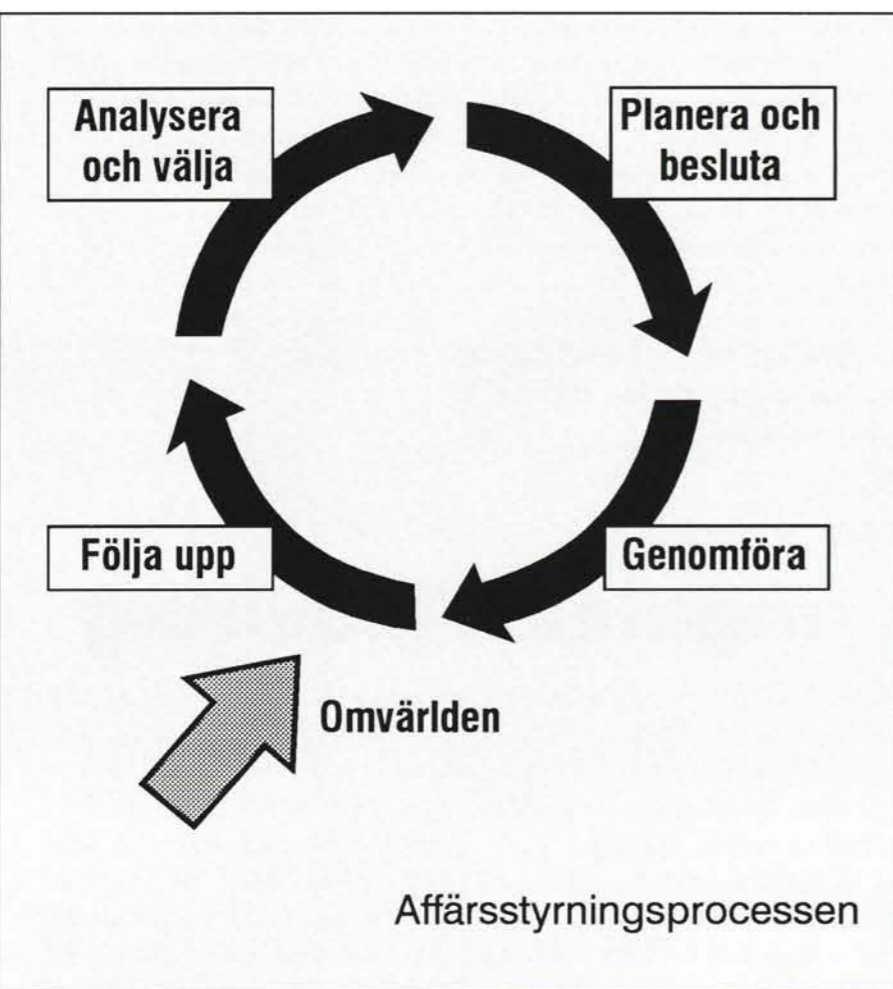 Analysera
och välja
Planera och
besluta
Följa upp
Genomföra
Omvärlden
Affärsstyrningsprocessen